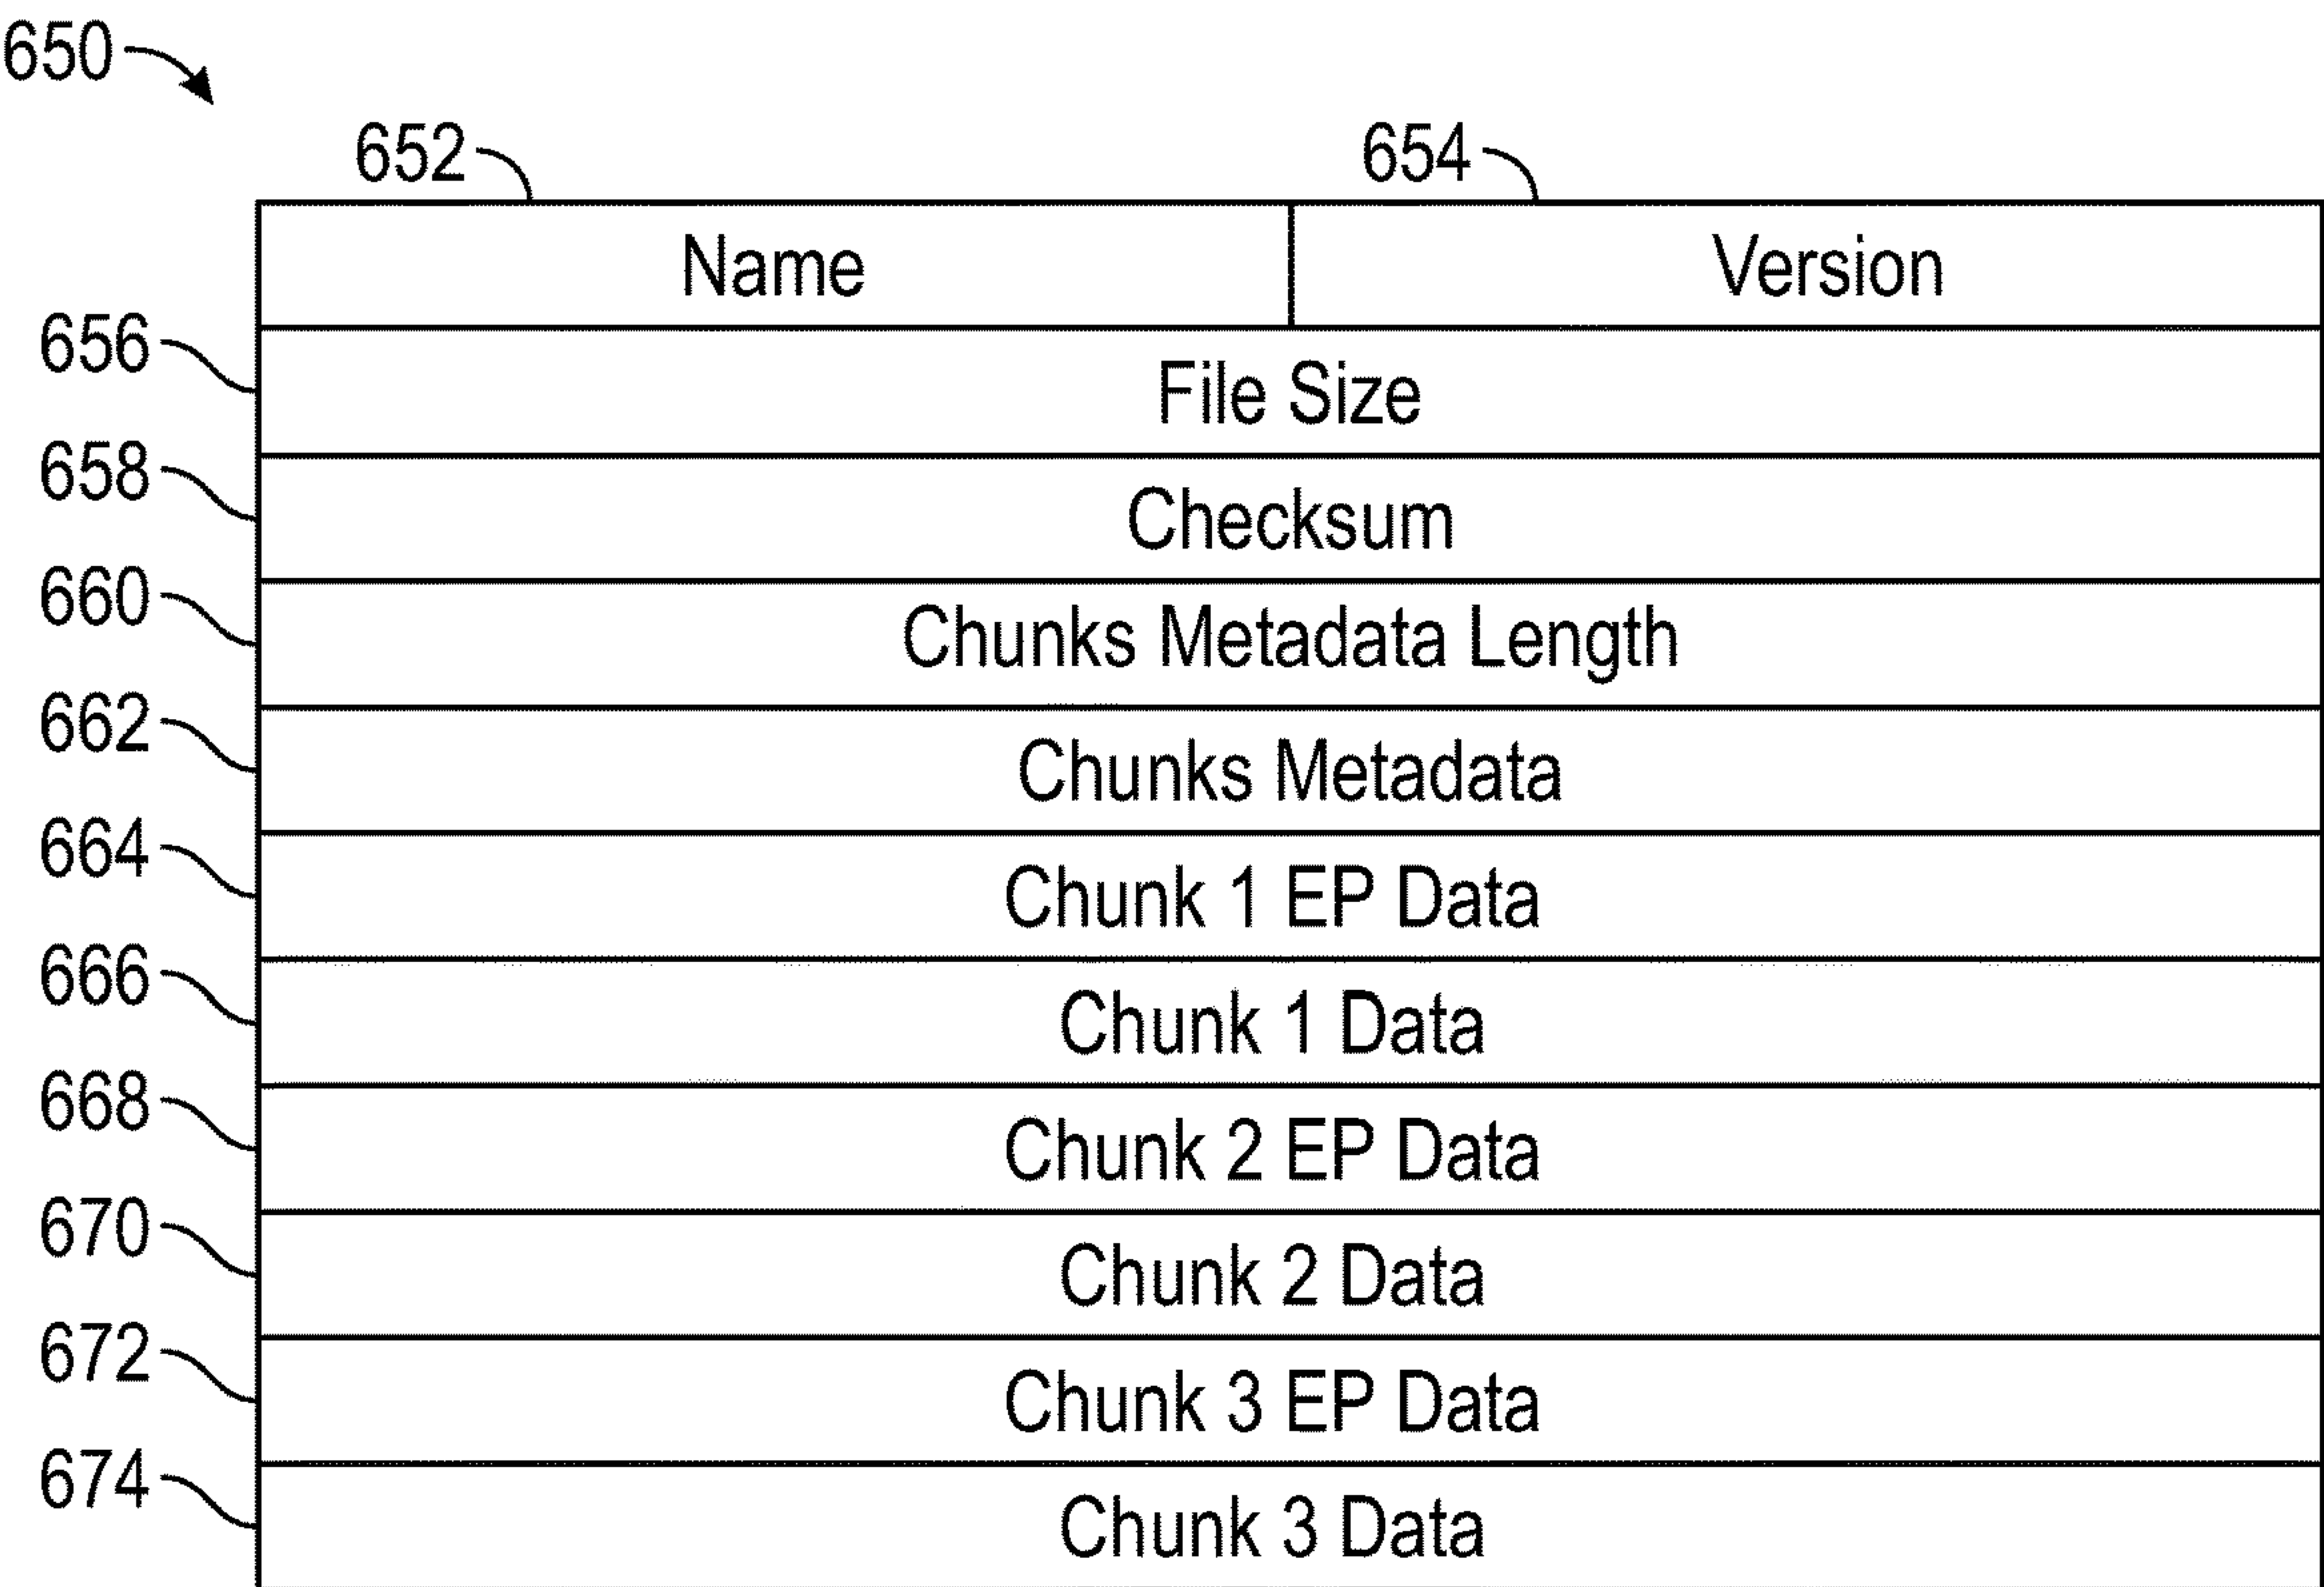 650
652 654
Name Version
656 File Size
658 Checksum
660 Chunks Metadata Length
662 Chunks Metadata
664 Chunk 1 EP Data
666 Chunk 1 Data
668 Chunk 2 EP Data
670 Chunk 2 Data
672 Chunk 3 EP Data
674 Chunk 3 Data